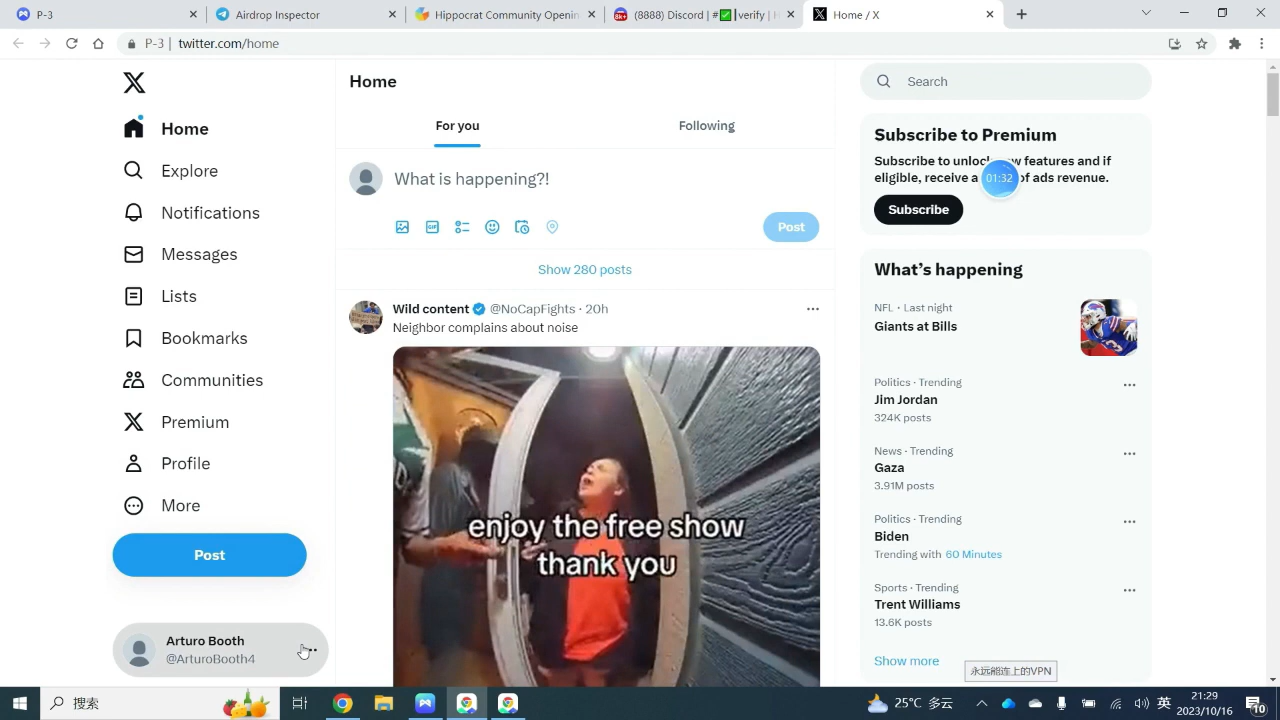 P-3
Airdrop Inspector
Happy Community Openin
(8888) Discord | #✅|verify | H
Home / X
P-3 | twitter.com/home
Home
Explore
Notifications
Messages
Lists
Bookmarks
Communities
Premium
Profile
More
Post
Arturo Booth
@ArturoBooth4
Home
For you
Following
What is happening?!
GIF
Post
Show 280 posts
Wild content @NoCapFights · 20h
Neighbor complains about noise
enjoy the free show
thank you
Search
Subscribe to Premium
Subscribe to unlock new features and if
eligible, receive a of ads revenue.
01:32
Subscribe
What’s happening
NFL · Last night
Giants at Bills
Politics · Trending
Jim Jordan
324K posts
News · Trending
Gaza
3.91M posts
Politics · Trending
Biden
Trending with 60 Minutes
Sports · Trending
Trent Williams
13.6K posts
Show more
永远能连上的VPN
搜索
25°C 多云
英
21:29
2023/10/16
10